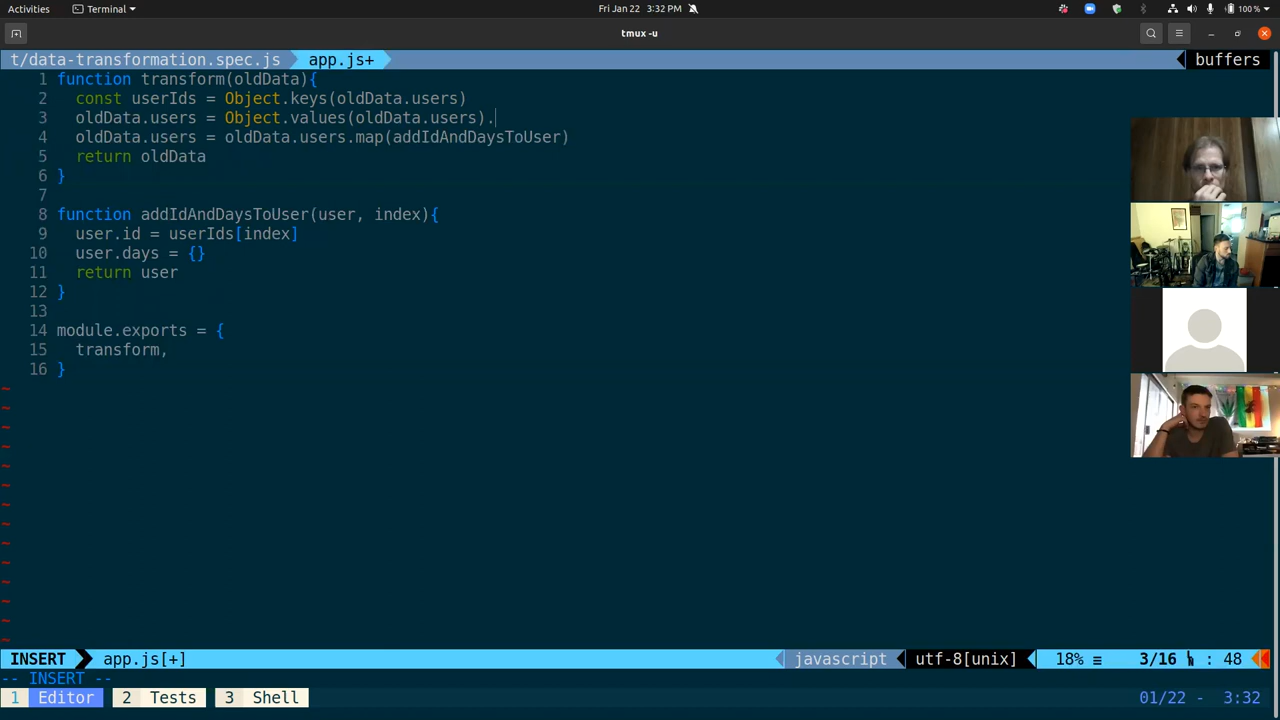 Activities
Terminal
Fri Jan 22 3:32 PM
100 %
tmux -u
t/data-transformation.spec.js
app.js+
buffers
1 function transform(oldData){
2 const userIds = Object.keys(oldData.users)
3 oldData.users = Object.values(oldData.users).
4 oldData.users = oldData.users.map(addIdAndDaysToUser)
5 return oldData
6 }
7
8 function addIdAndDaysToUser(user, index){
9 user.id = userIds[index]
10 user.days = {}
11 return user
12 }
13
14 module.exports = {
15 transform,
16 }
~
~
~
~
~
~
~
~
~
~
~
~
~
~
INSERT app.js[+] javascript utf-8[unix] 18% ≡ 3/16 : 48
-- INSERT --
1 Editor 2 Tests 3 Shell 01/22 - 3:32